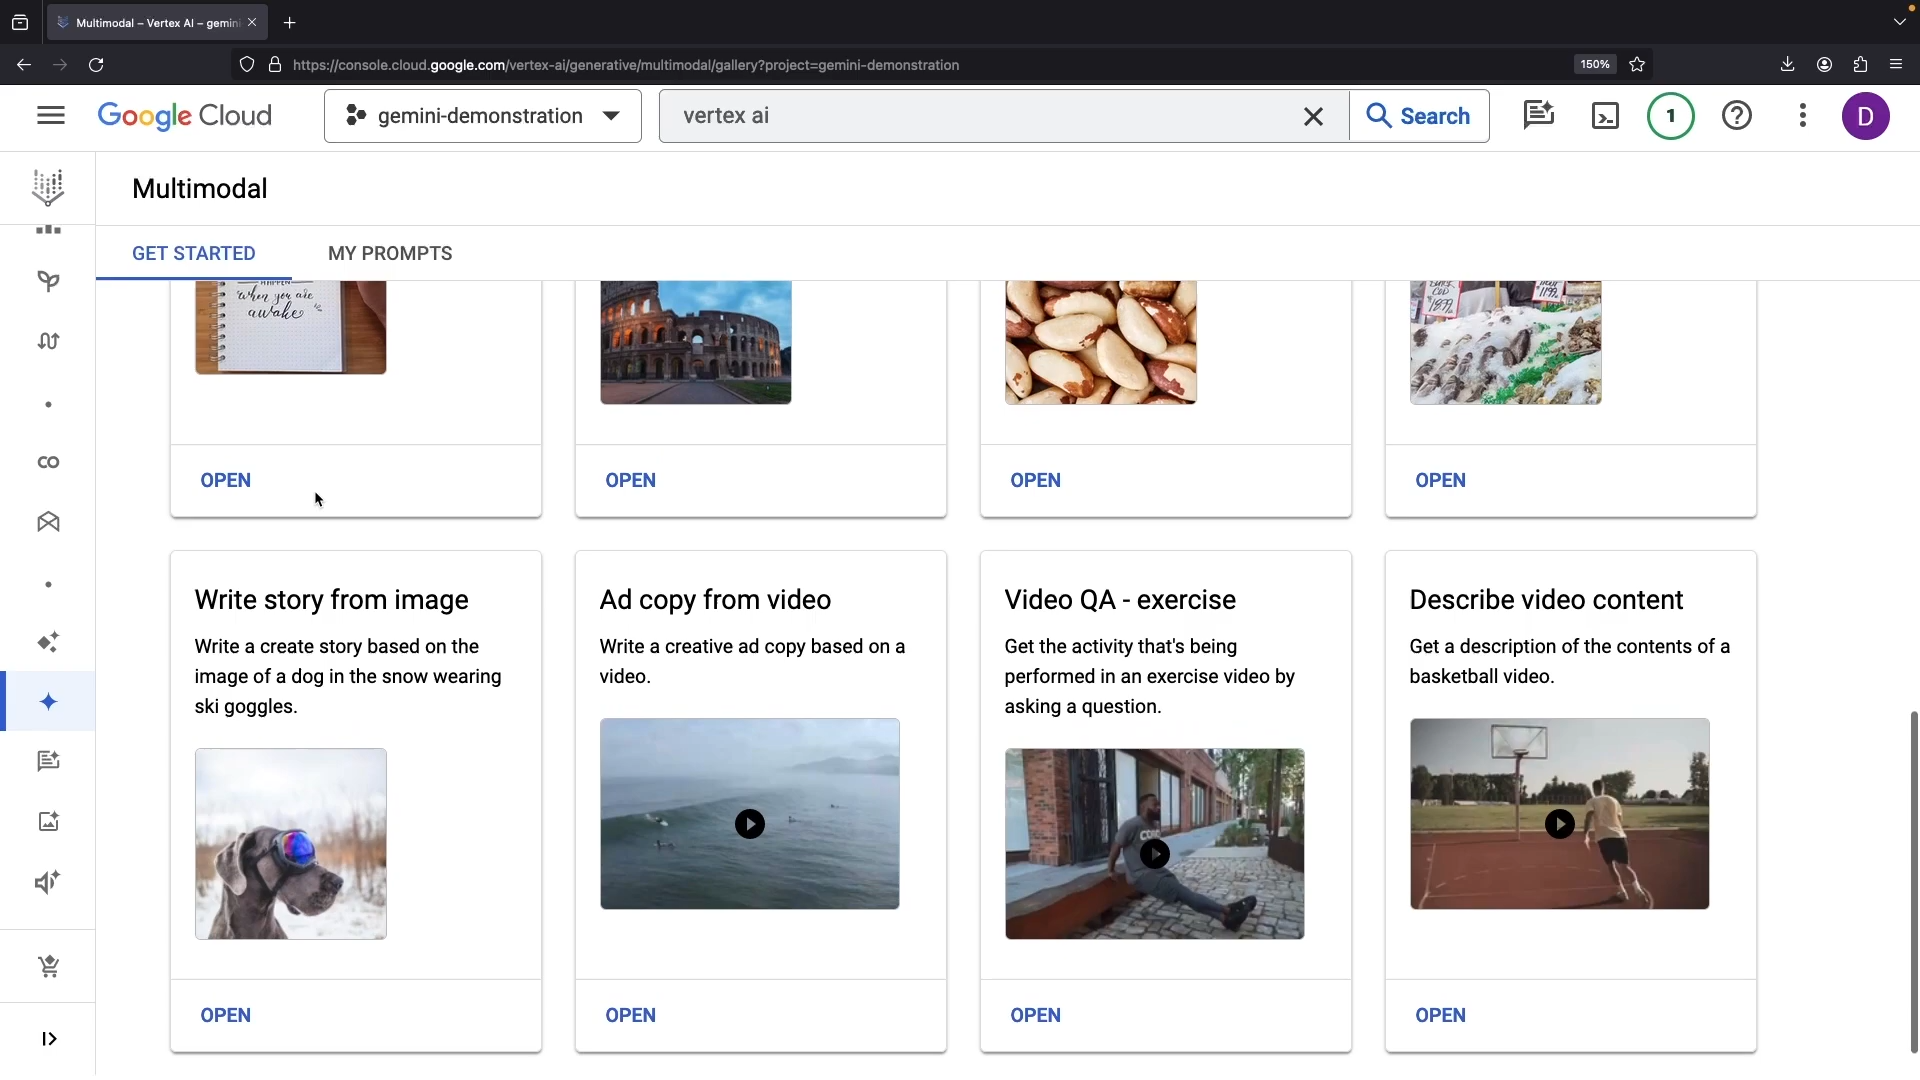 Multimodal – Vertex AI – gemini
https://console.cloud.google.com/vertex-ai/generative/multimodal/gallery?project=gemini-demonstration
150%
Google Cloud
gemini-demonstration
vertex ai
Search
1
D
Multimodal
GET STARTED
MY PROMPTS
HAPPEN
when you are
awake
1899
1199
OPEN
OPEN
OPEN
OPEN
Write story from image
Write a create story based on the
image of a dog in the snow wearing
ski goggles.
OPEN
Ad copy from video
Write a creative ad copy based on a
video.
OPEN
Video QA - exercise
Get the activity that's being
performed in an exercise video by
asking a question.
OPEN
Describe video content
Get a description of the contents of a
basketball video.
OPEN